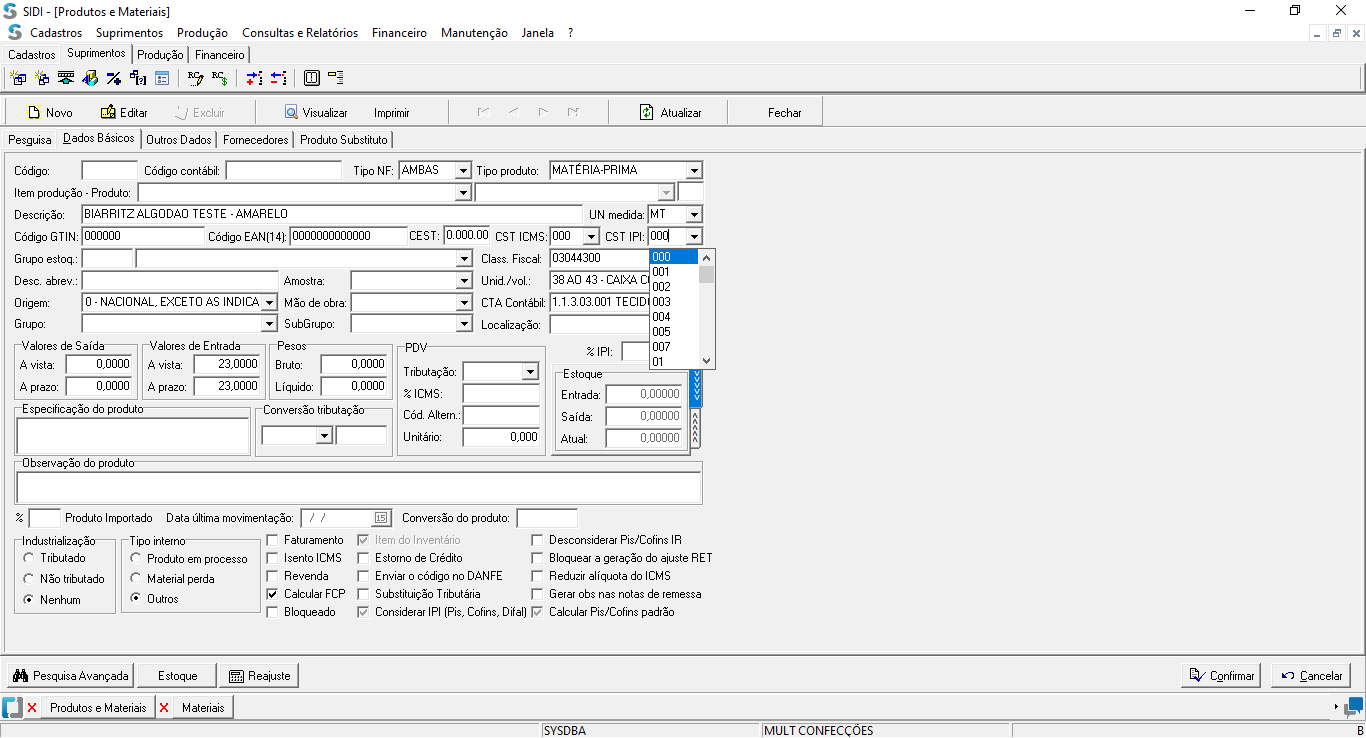 SIDI - [Produtos e Materiais]
Cadastros Suprimentos Produção Consultas e Relatórios Financeiro Manutenção Janela ?
Cadastros Suprimentos Produção Financeiro
Novo Editar Excluir Visualizar Imprimir Atualizar Fechar
Pesquisa Dados Básicos Outros Dados Fornecedores Produto Substituto
Código: Código contábil: Tipo NF: AMBAS Tipo produto: MATÉRIA-PRIMA
Item produção - Produto:
Descrição: BIARRITZ ALGODAO TESTE - AMARELO UN medida: MT
Código GTIN: 000000 Código EAN(14): 0000000000000 CEST: 0.000.00 CST ICMS: 000 CST IPI: 000
Grupo estoq.: Class. Fiscal: 03044300 000
001
Desc. abrev.: Amostra: Unid./vol.: 38 AO 43 - CAIXA 002
Origem: 0 - NACIONAL, EXCETO AS INDICA Mão de obra: CTA Contábil: 1.1.3.03.001 TECID 003
004
Grupo: SubGrupo: Localização: 005
Valores de Saída Valores de Entrada Pesos PDV % IPI: 007
A vista: 0,0000 A vista: 23,0000 Bruto: 0,0000 01
Tributação: Estoque
A prazo: 0,0000 A prazo: 23,0000 Líquido: 0,0000
% ICMS: Entrada: 0,00000
Especificação do produto Conversão tributação
Cód. Altern.: Saída: 0,00000
Unitário: 0,000 Atual: 0,00000
Observação do produto
% Produto Importado Data última movimentação: / / 15 Conversão do produto:
Industrialização Tipo interno Faturamento Item do Inventário Desconsiderar Pis/Cofins IR
Tributado Produto em processo Isento ICMS Estorno de Crédito Bloquear a geração do ajuste RET
Não tributado Material perda Revenda Enviar o código no DANFE Reduzir alíquota do ICMS
Nenhum Outros Calcular FCP Substituição Tributária Gerar obs nas notas de remessa
Bloqueado Considerar IPI (Pis, Cofins, Difal) Calcular Pis/Cofins padrão
Pesquisa Avançada Estoque Reajuste Confirmar Cancelar
Produtos e Materiais Materiais
SYSDBA MULT CONFECÇÕES B